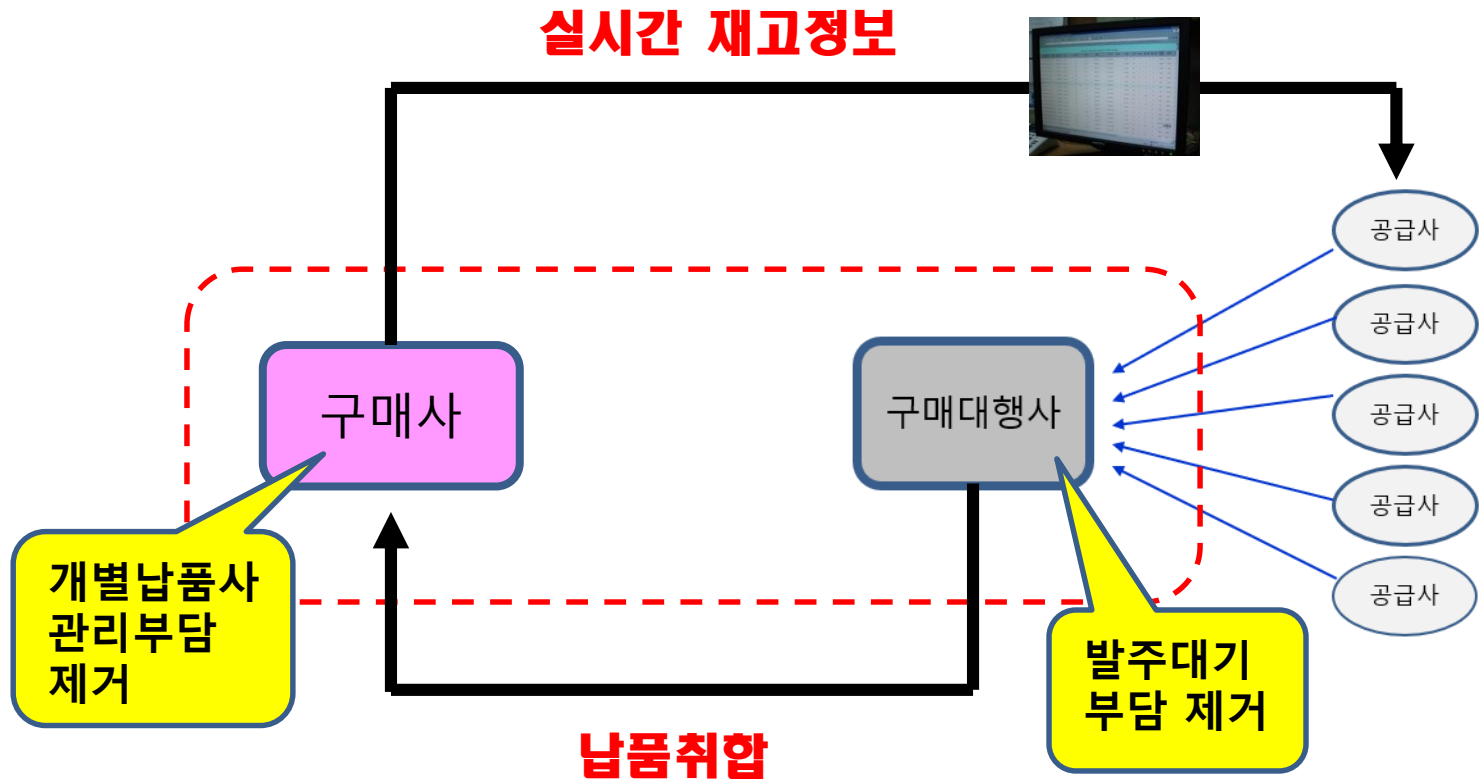 실시간 재고정보
공급사
공급사
구매사
구매대행사
공급사
공급사
개별납품사
관리부담
제거
공급사
발주대기
부담 제거
납품취합